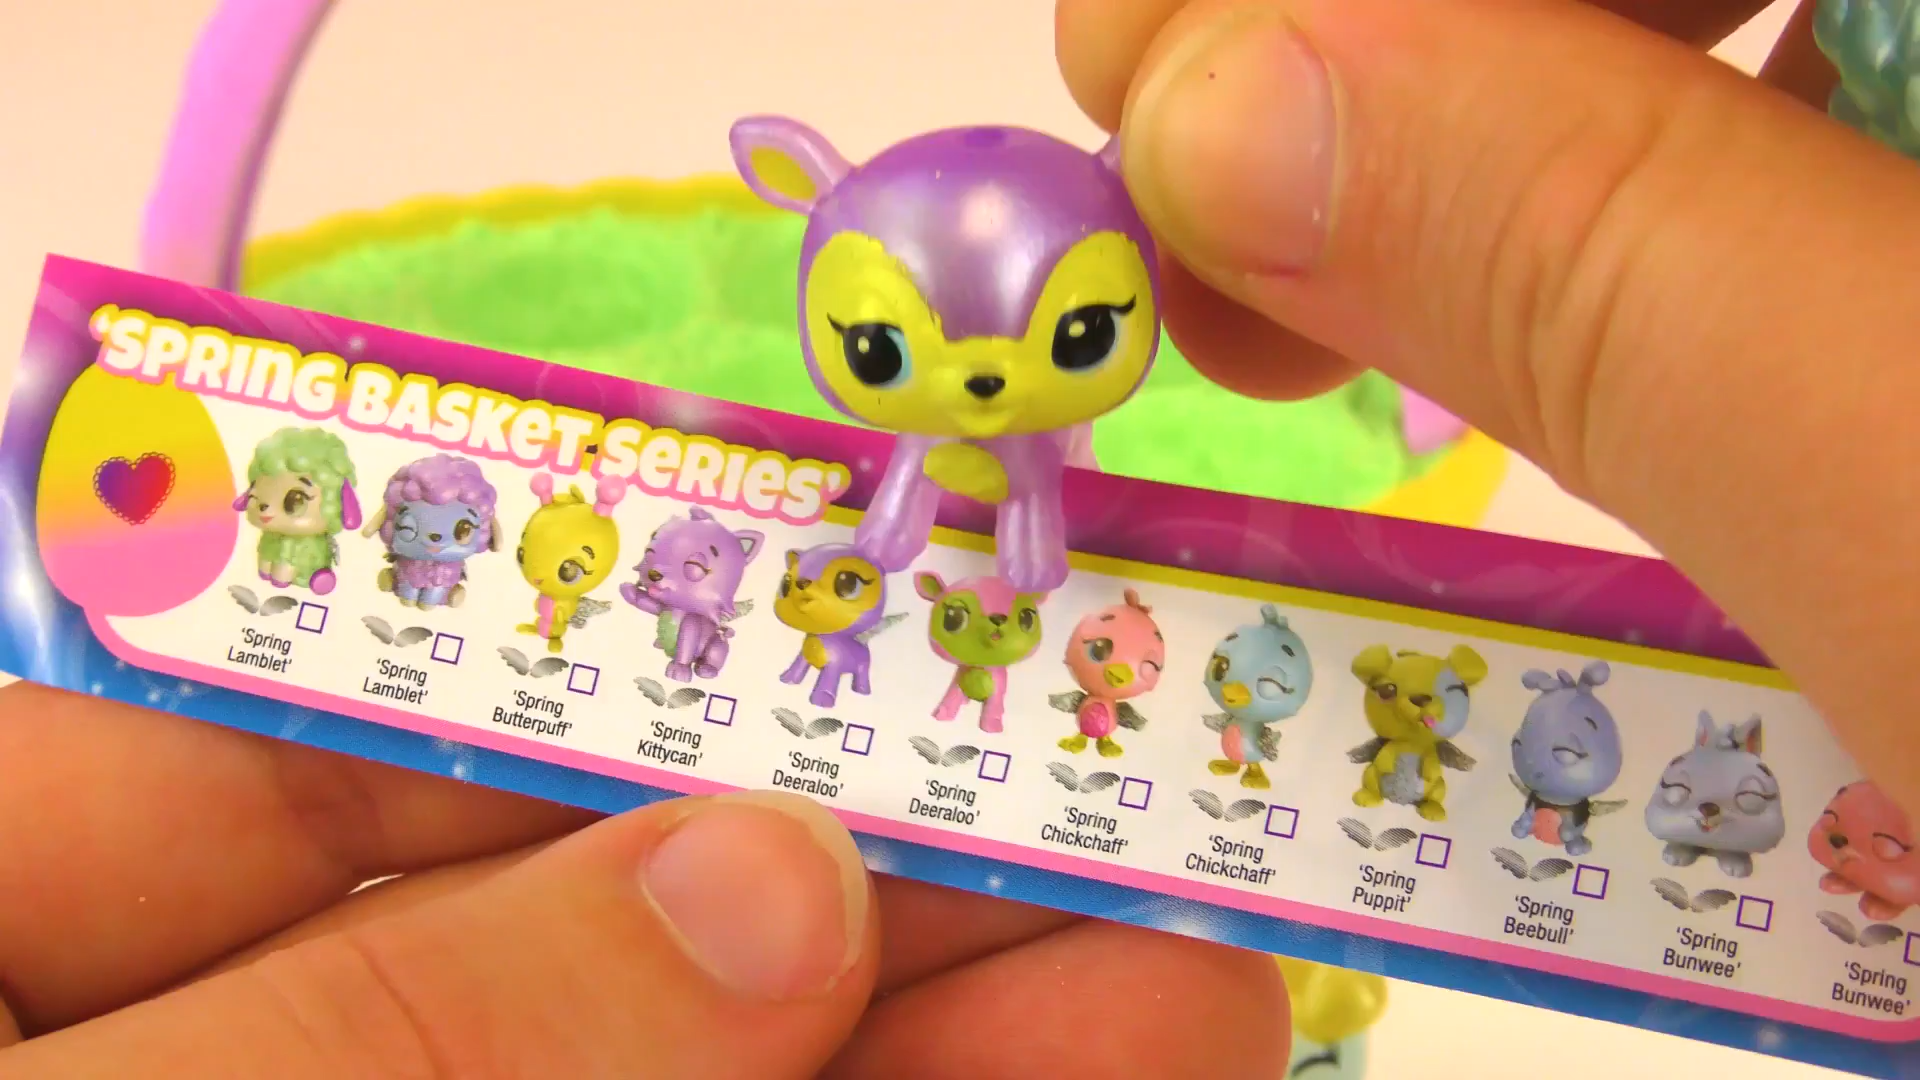 'SPRING BASKET SERIES'
'Spring
Lamblet'
'Spring
Lamblet'
'Spring
Butterpuff'
'Spring
Kittycan'
'Spring
Deeraloo'
'Spring
Deeraloo'
'Spring
Chickchaff'
'Spring
Chickchaff'
'Spring
Puppit'
'Spring
Beebull'
'Spring
Bunwee'
'Spring
Bunwee'